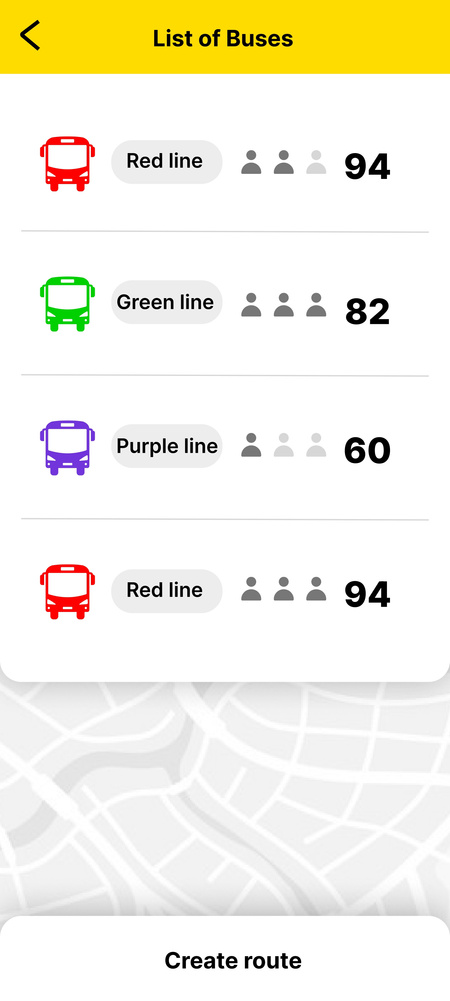 List of Buses
Red line 94
Green line 82
Purple line 60
Red line 94
Create route